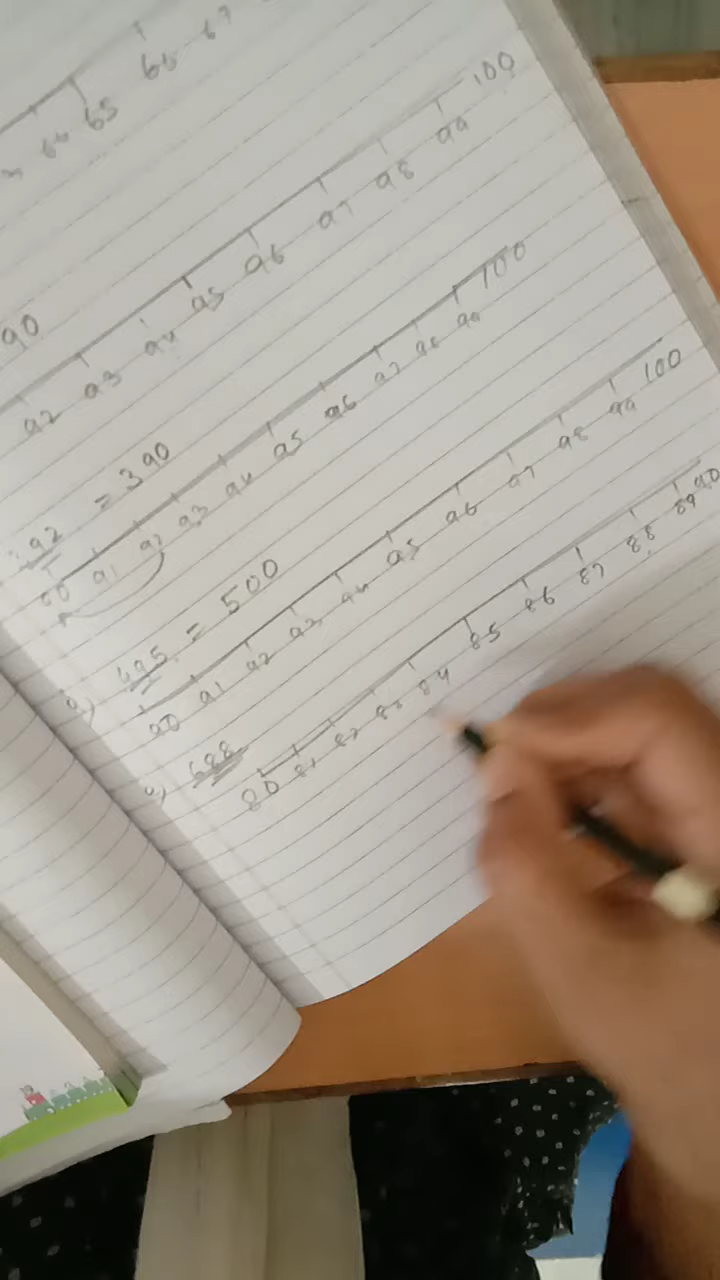 64 65 66 67
100
90
92 93 94 95 96 97 98 99
392 = 390
100
90 91 92 93 94 95 96 97 98 99
495 = 500
100
90 91 92 93 94 95 96 97 98 99
688
80 81 82 83 84 85 86 87 88 89 90